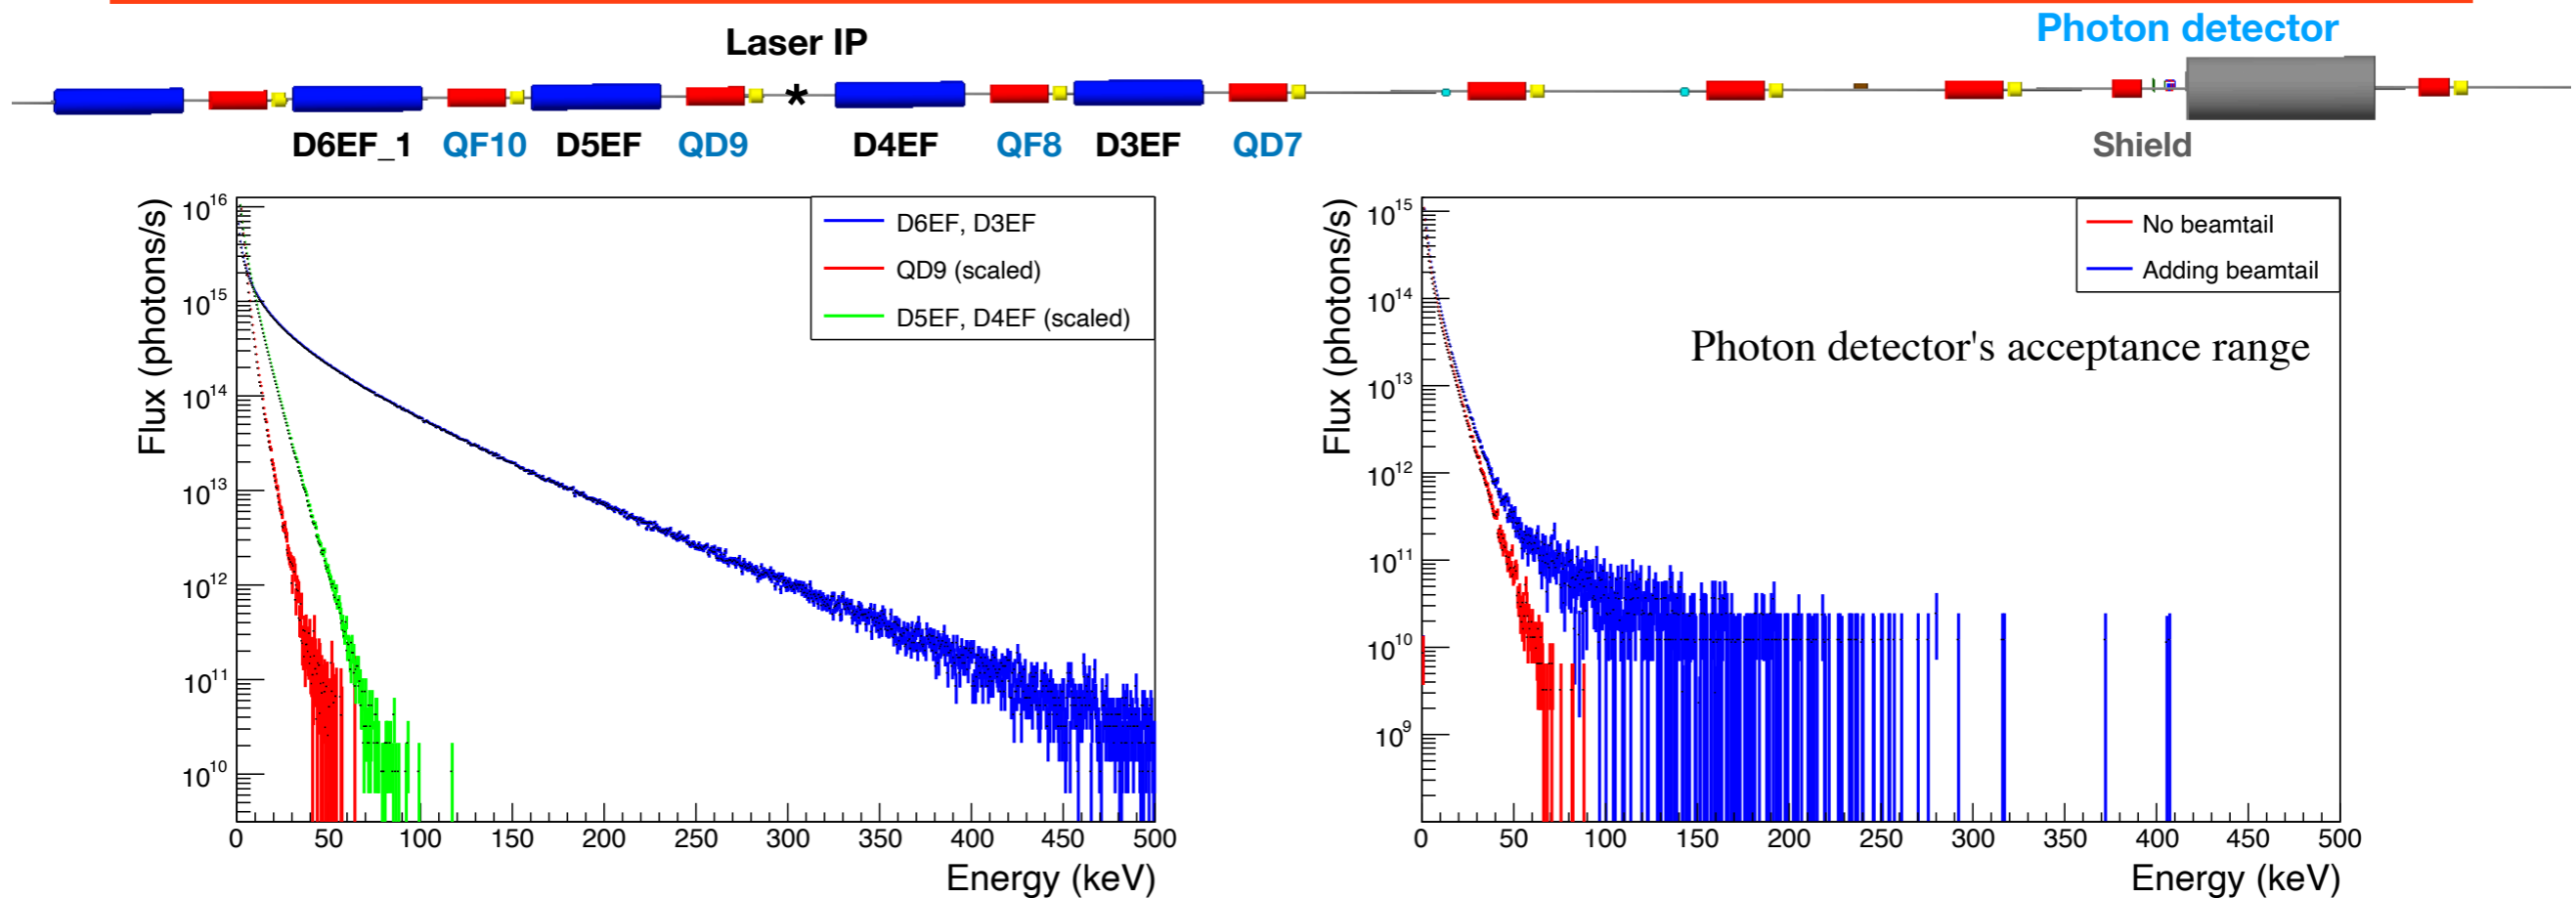 Laser IP
Photon detector
D6EF_1 QF10 D5EF QD9 D4EF QF8 D3EF QD7 Shield
Flux (photons/s)
10^16
10^15
10^14
10^13
10^12
10^11
10^10
D6EF, D3EF
QD9 (scaled)
D5EF, D4EF (scaled)
0 50 100 150 200 250 300 350 400 450 500
Energy (keV)
Flux (photons/s)
10^15
10^14
10^13
10^12
10^11
10^10
10^9
No beamtail
Adding beamtail
Photon detector's acceptance range
0 50 100 150 200 250 300 350 400 450 500
Energy (keV)